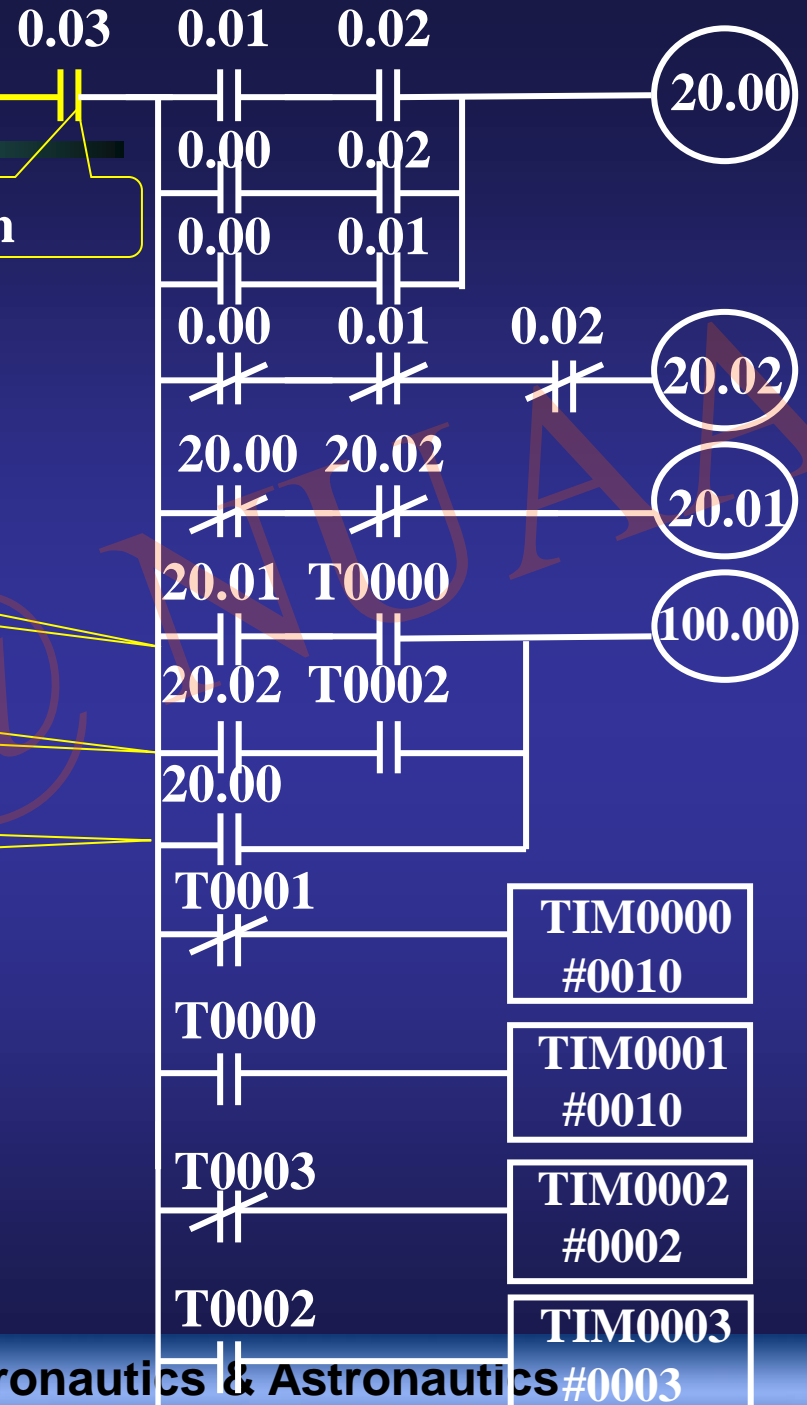 0.03 0.01 0.02
20.00
0.00 0.02
n
0.00 0.01
0.00 0.01 0.02
20.02
20.00 20.02
20.01
20.01 T0000
100.00
20.02 T0002
20.00
T0001
TIM0000
#0010
T0000
TIM0001
#0010
T0003
TIM0002
#0002
T0002
TIM0003
#0003
ronautics & Astronautics
@ NUAA